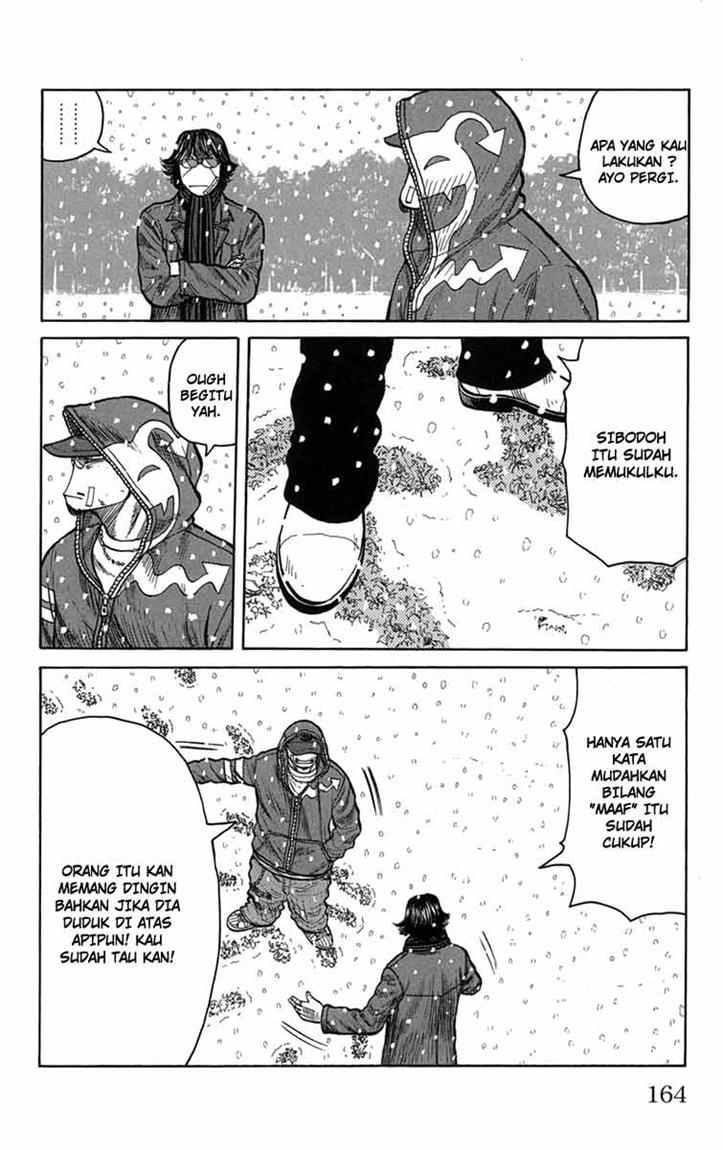 APA YANG KAU
LAKUKAN ?
AYO PERGI.
.......
SIBODOH
ITU SUDAH
MEMUKULKU.
OUGH
BEGITU
YAH.
HANYA SATU
KATA
MUDAHKAN
BILANG
"MAAF" ITU
SUDAH
CUKUP!
ORANG ITU KAN
MEMANG DINGIN
BAHKAN JIKA DIA
DUDUK DI ATAS
APIPUN! KAU
SUDAH TAU KAN!
164